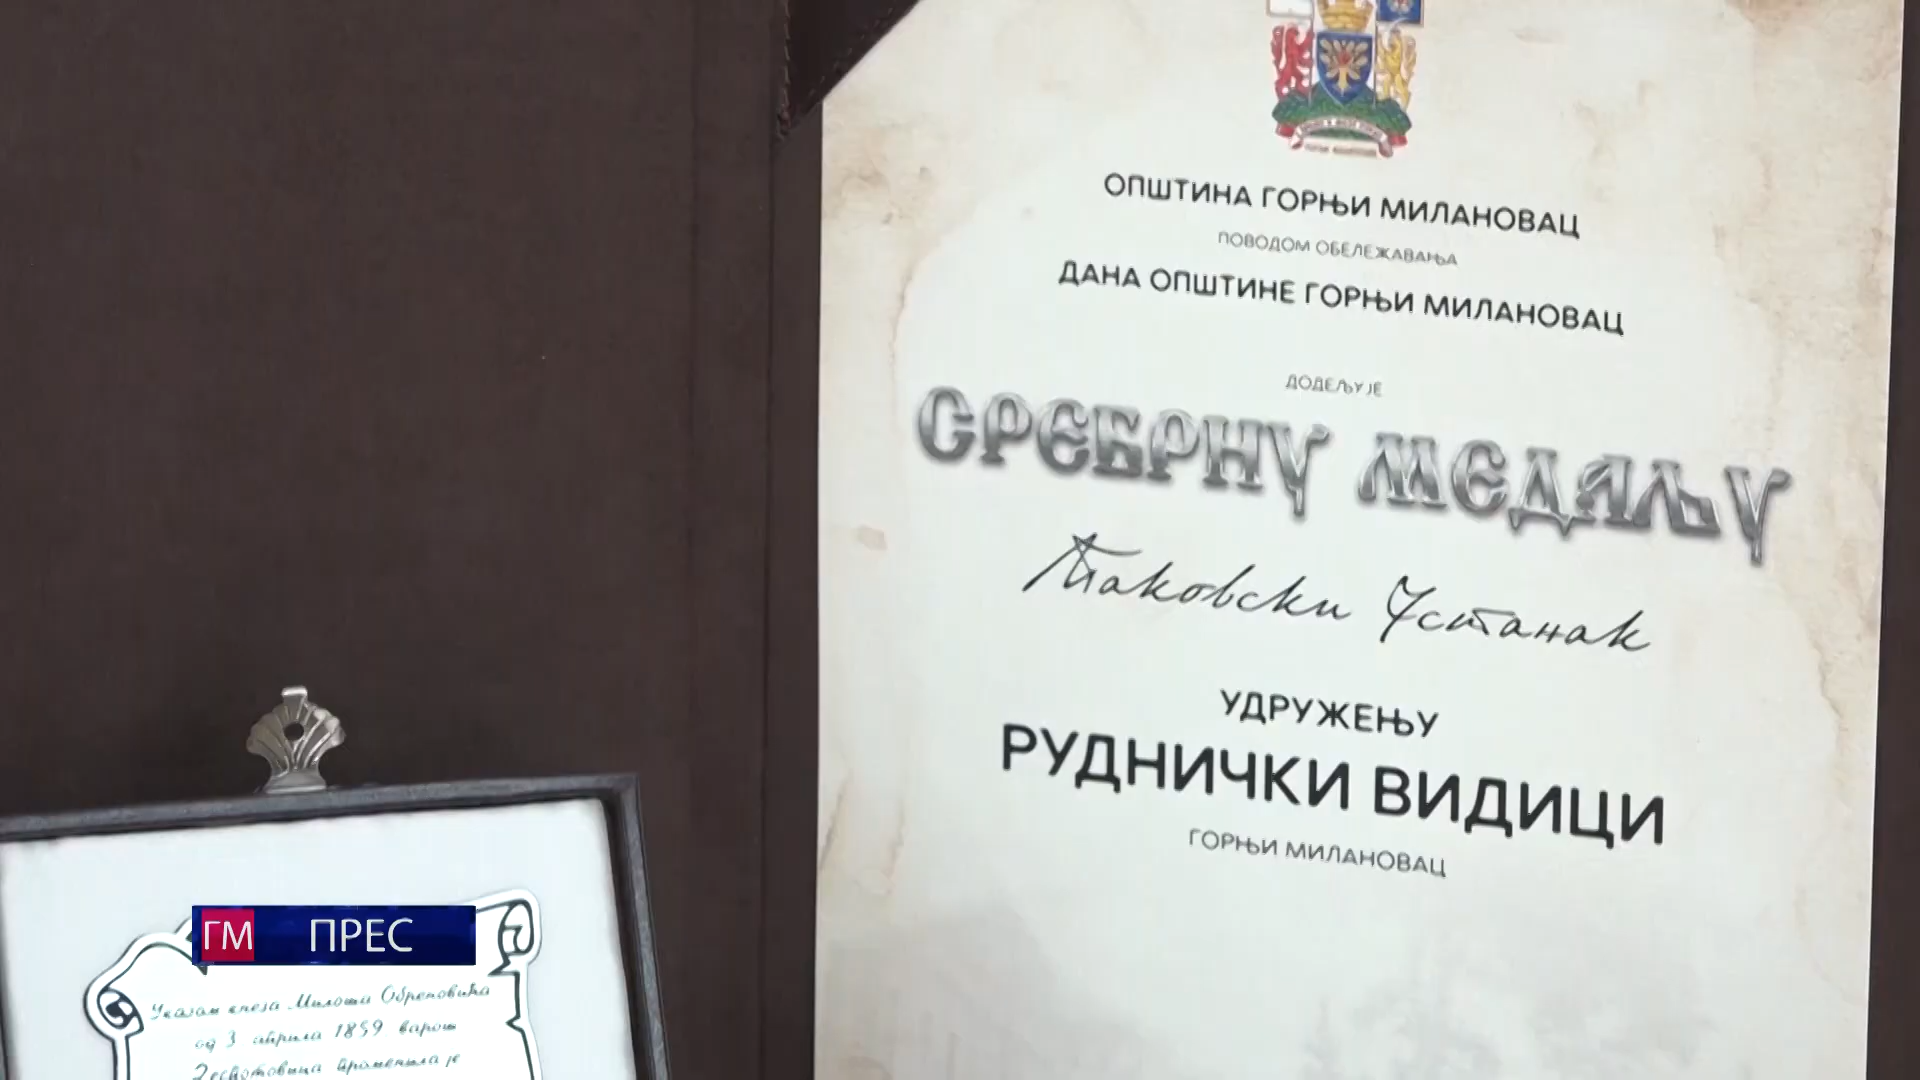 ОПШТИНА ГОРЊИ МИЛАНОВАЦ
ПОВОДОМ ОБЕЛЕЖАВАЊА
ДАНА ОПШТИНЕ ГОРЊИ МИЛАНОВАЦ
ДОДЕЉУЈЕ
СРЕБРНУ МЕДАЉУ
Таковски Устанак
УДРУЖЕЊУ
РУДНИЧКИ ВИДИЦИ
ГОРЊИ МИЛАНОВАЦ
ГМ ПРЕС
Указом кнеза Милоша Обреновића
од 3 априла 1859. варош
Деспотовица променила је